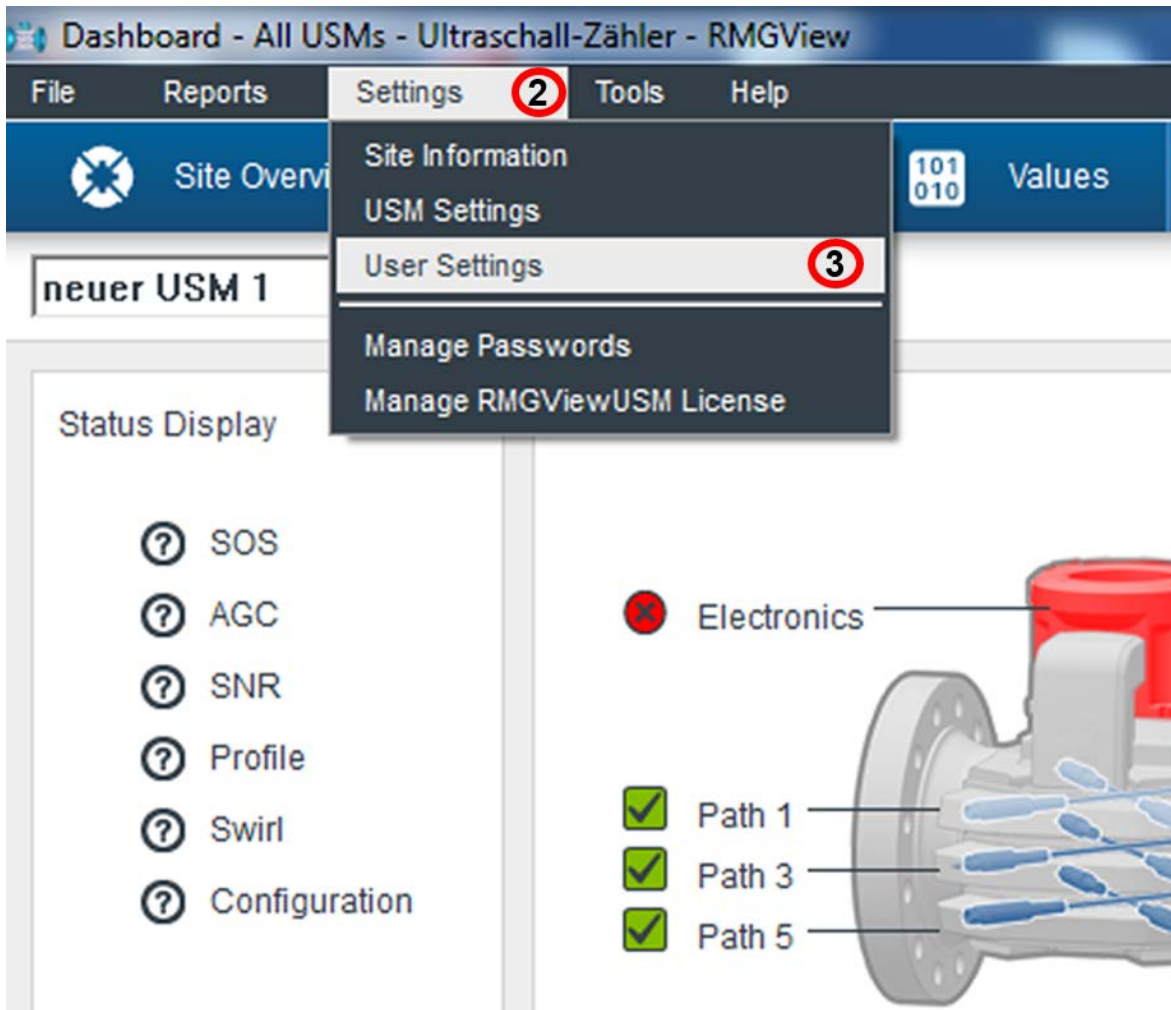 Dashboard - All USMs - Ultraschall-Zähler - RMGView
File Reports Settings 2 Tools Help
Site Overvi 101 010 Values
Site Information
USM Settings
User Settings 3
neuer USM 1
Manage Passwords
Manage RMGViewUSM License
Status Display
SOS
AGC
SNR
Profile
Swirl
Configuration
Electronics
Path 1
Path 3
Path 5